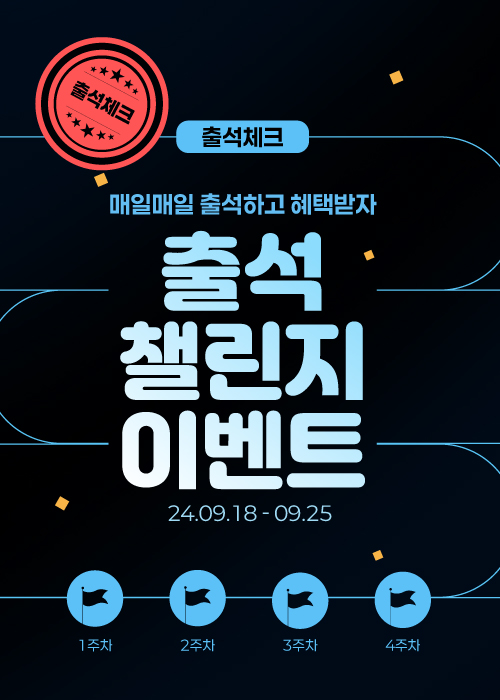 출석체크
출석체크
매일매일 출석하고 혜택받자
출석
챌린지
이벤트
24.09.18 - 09.25
1주차 2주차 3주차 4주차